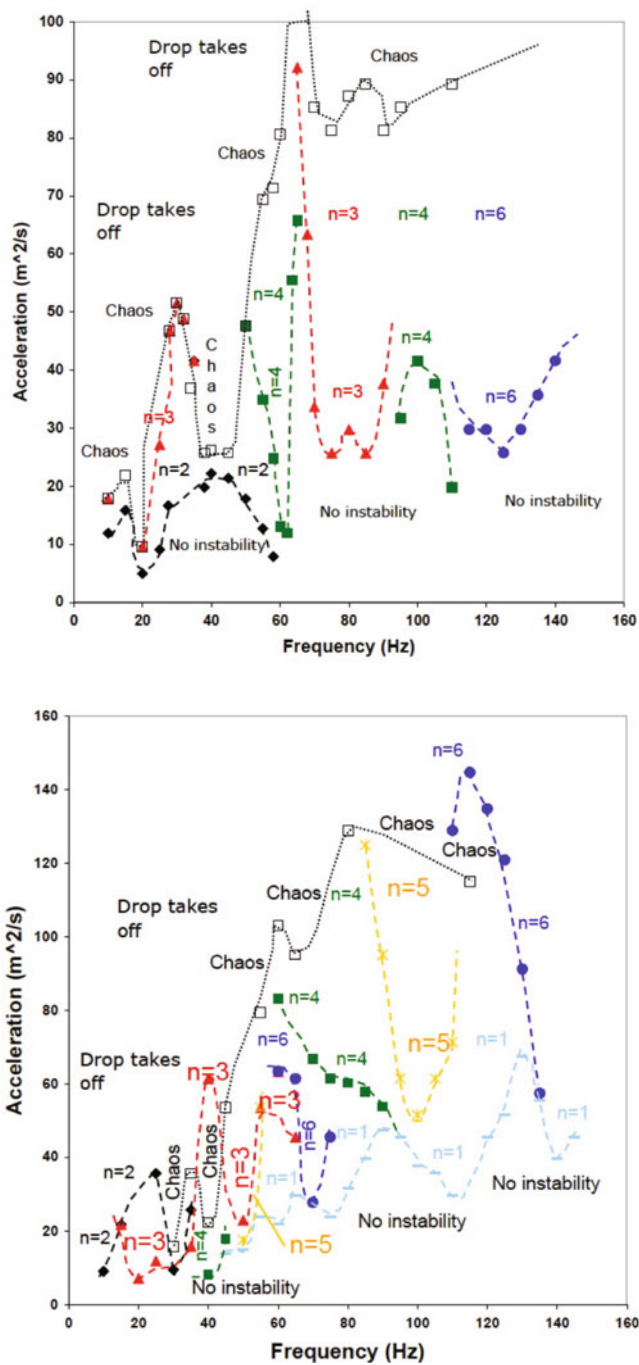 100
90
80
70
60
50
40
30
20
10
0
Acceleration (m^2/s)
Drop takes
off
Chaos
Chaos
Drop takes
off
n=3
n=4
n=6
Chaos
n=4
Chaos
n=3
n=2
n=2
n=4
n=3
n=4
n=6
Chaos
No instability
No instability
No instability
0
20
40
60
80
100
120
140
160
Frequency (Hz)
160
140
120
100
80
60
40
20
0
Acceleration (m^2/s)
n=6
Chaos
Chaos
n=4
n=5
Chaos
Drop takes
off
Chaos
n=6
n=4
Drop takes
off
n=3
n=6
n=4
n=5
n=1
n=3
n=2
Chaos
Chaos
n=3
n=1
n=6
n=1
n=1
n=1
n=2
n=3
n=4
n=5
No instability
No instability
No instability
0
20
40
60
80
100
120
140
160
Frequency (Hz)